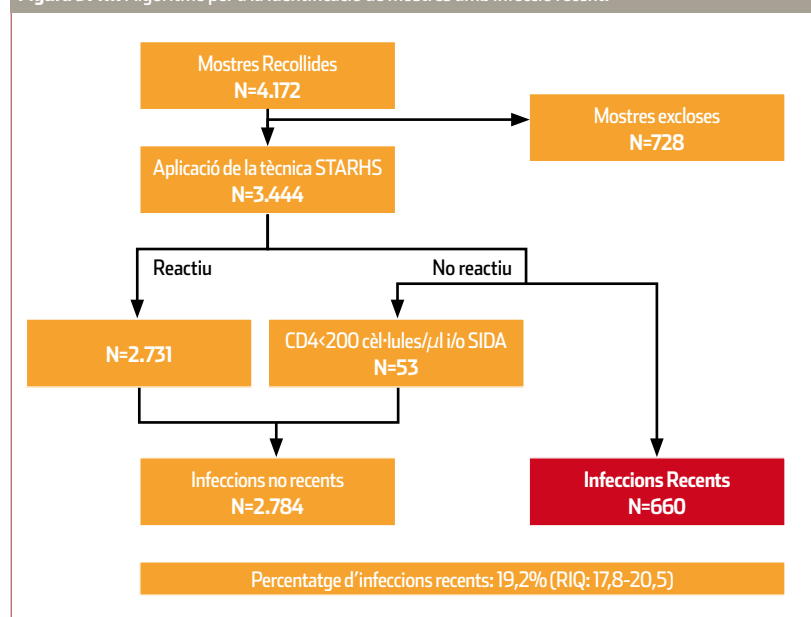 Mostres Recollides
N=4.172
Mostres excloses
N=728
Aplicació de la tècnica STARHS
N=3.444
Reactiu
No reactiu
N=2.731
CD4<200 cèl·lules/μl i/o SIDA
N=53
Infeccions no recents
N=2.784
Infeccions Recents
N=660
Percentatge d'infeccions recents: 19,2% (RIQ: 17,8-20,5)